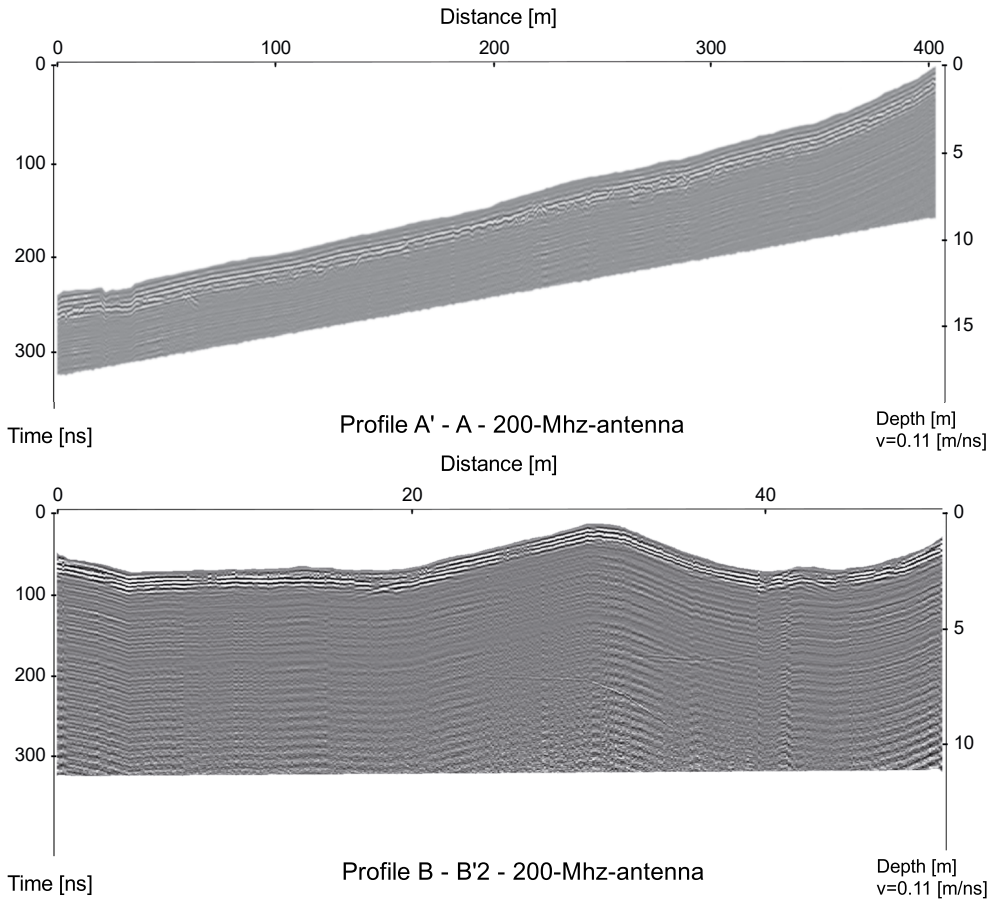 Distance [m]
0 100 200 300 400
0 0
100 5
200 10
300 15
Time [ns]
Profile A' - A - 200-Mhz-antenna
Depth [m]
v=0.11 [m/ns]
Distance [m]
0 20 40
0 0
100 5
200 10
300
Time [ns]
Profile B - B'2 - 200-Mhz-antenna
Depth [m]
v=0.11 [m/ns]